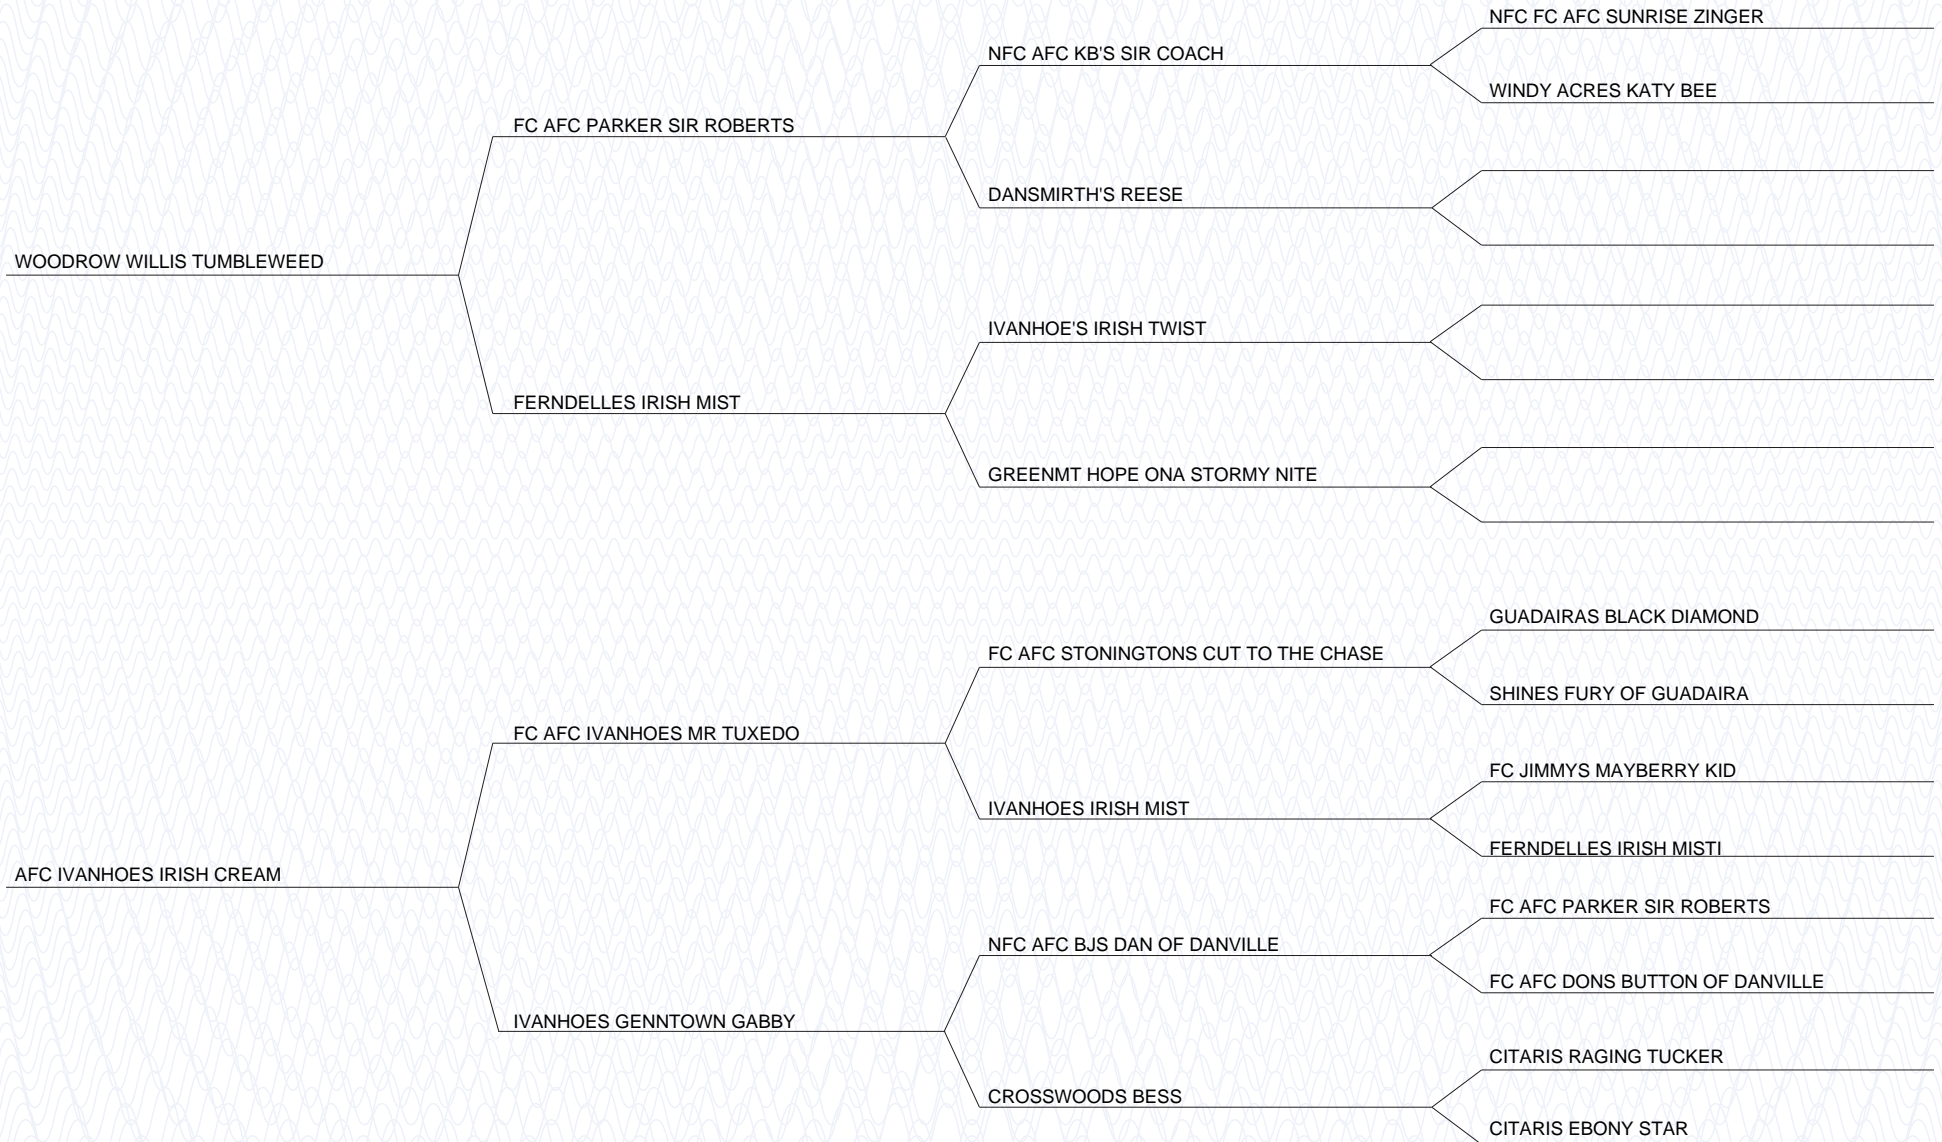 NFC FC AFC SUNRISE ZINGER
NFC AFC KB'S SIR COACH
WINDY ACRES KATY BEE
FC AFC PARKER SIR ROBERTS
DANSMIRTH'S REESE
WOODROW WILLIS TUMBLEWEED
IVANHOE'S IRISH TWIST
FERNDELLES IRISH MIST
GREENMT HOPE ONA STORMY NITE
GUADAIRAS BLACK DIAMOND
FC AFC STONINGTONS CUT TO THE CHASE
SHINES FURY OF GUADAIRA
FC AFC IVANHOES MR TUXEDO
FC JIMMYS MAYBERRY KID
IVANHOES IRISH MIST
FERNDELLES IRISH MISTI
AFC IVANHOES IRISH CREAM
FC AFC PARKER SIR ROBERTS
NFC AFC BJS DAN OF DANVILLE
FC AFC DONS BUTTON OF DANVILLE
IVANHOES GENNTOWN GABBY
CITARIS RAGING TUCKER
CROSSWOODS BESS
CITARIS EBONY STAR